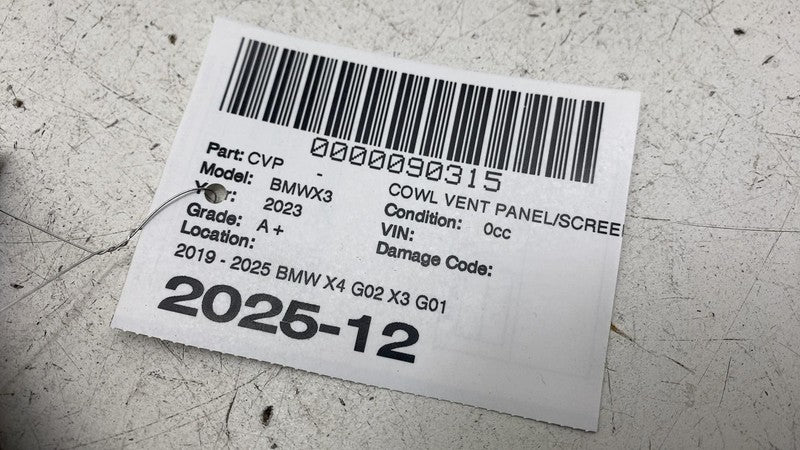 0000090315
Part: CVP - COWL VENT PANEL/SCREE
Model: BMWX3 Condition: 0cc
Year: 2023 VIN:
Grade: A+ Damage Code:
Location:
2019 - 2025 BMW X4 G02 X3 G01
2025-12